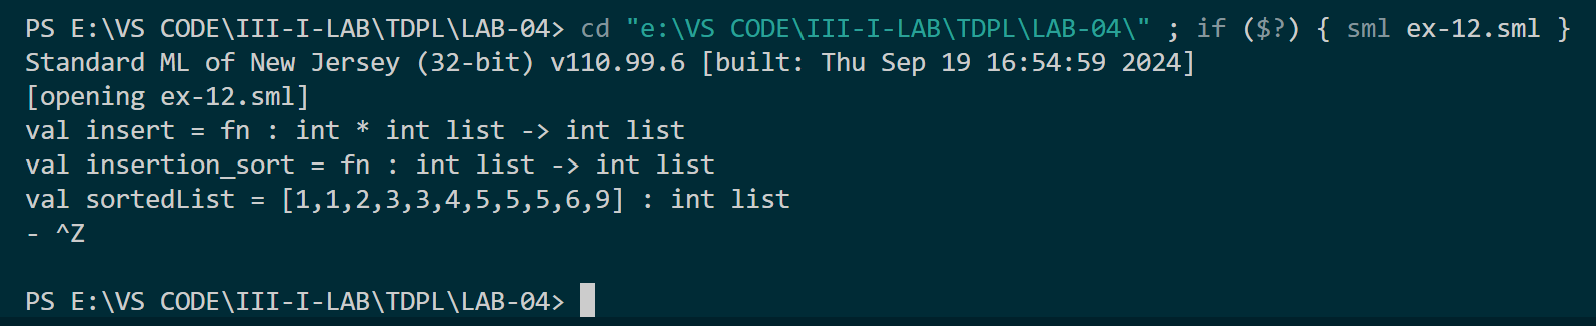 PS E:\VS CODE\III-I-LAB\TDPL\LAB-04> cd "e:\VS CODE\III-I-LAB\TDPL\LAB-04\" ; if ($?) { sml ex-12.sml }
Standard ML of New Jersey (32-bit) v110.99.6 [built: Thu Sep 19 16:54:59 2024]
[opening ex-12.sml]
val insert = fn : int * int list -> int list
val insertion_sort = fn : int list -> int list
val sortedList = [1,1,2,3,3,4,5,5,5,6,9] : int list
- ^Z
PS E:\VS CODE\III-I-LAB\TDPL\LAB-04>